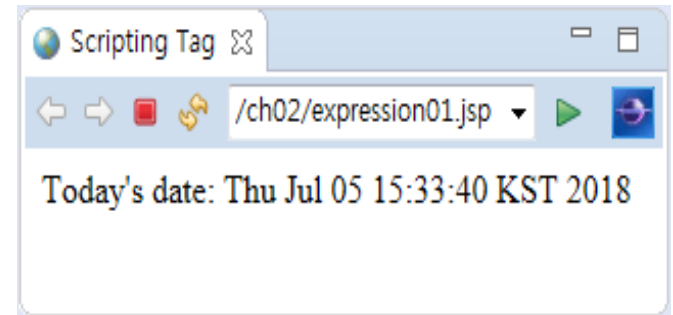 Scripting Tag
/ch02/expression01.jsp
Today's date: Thu Jul 05 15:33:40 KST 2018